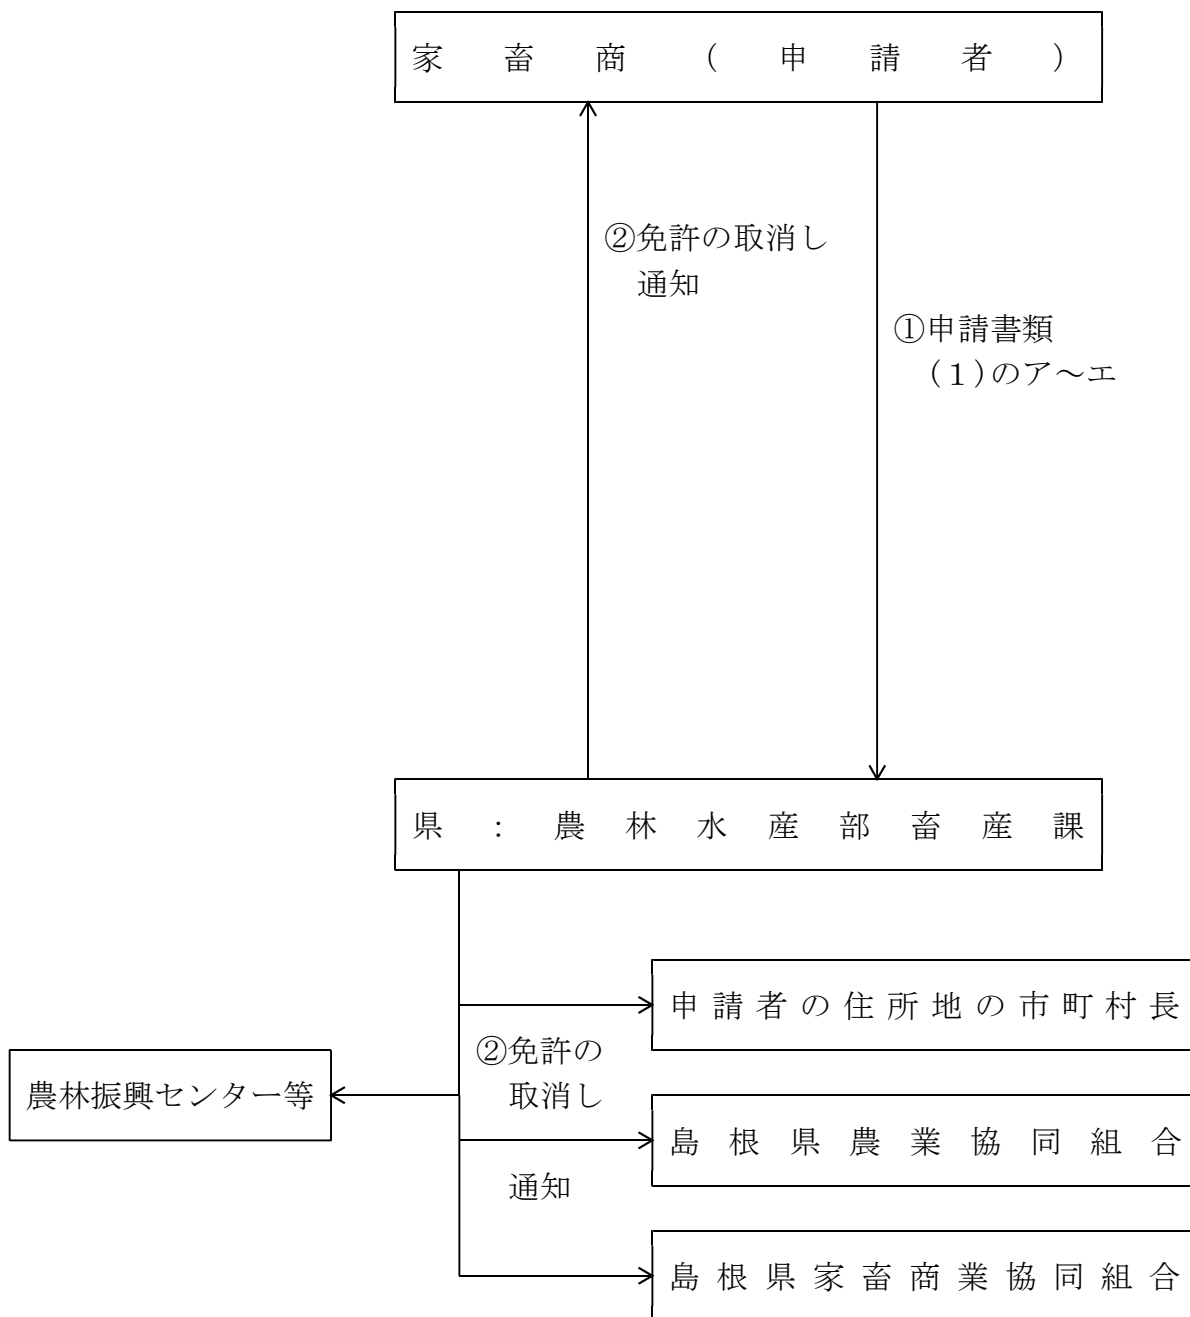 家畜商(申請者)
②免許の取消し
通知
①申請書類
(1)のア～エ
県:農林水産部畜産課
申請者の住所地の市町村長
②免許の
取消し
農林振興センター等
島根県農業協同組合
通知
島根県家畜商業協同組合